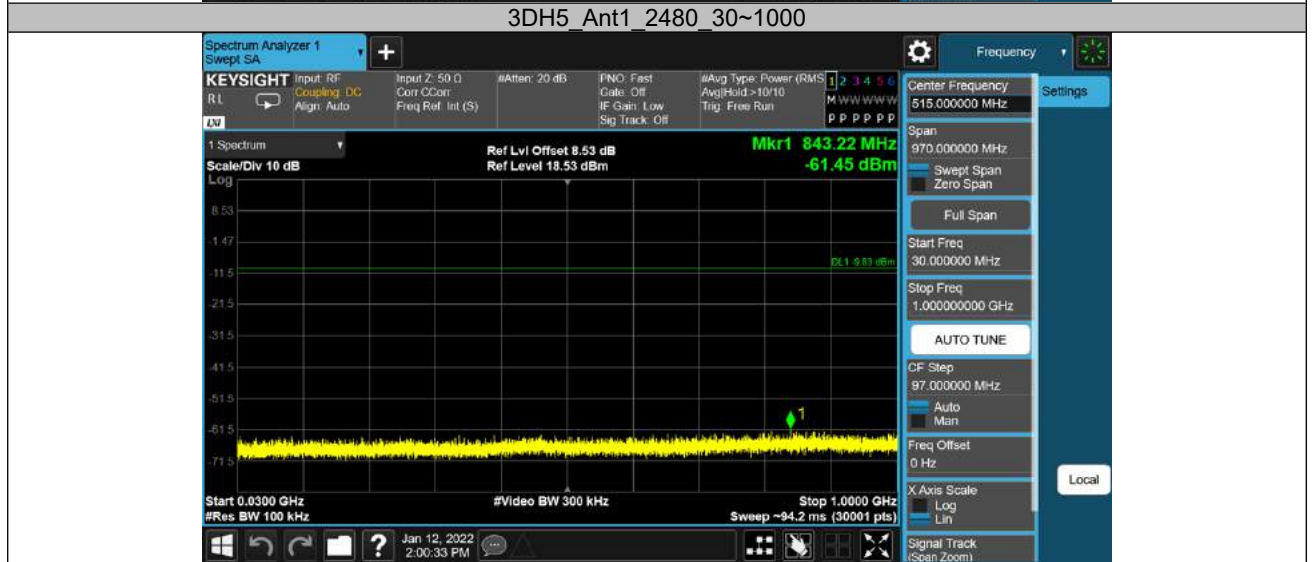 3DH5_Ant1_2480_30~1000
Spectrum Analyzer 1
Swept SA
+
Frequency
KEYSIGHT
RL
LXI
Input: RF
Coupling: DC
Align: Auto
Input Z: 50 Ω
Corr CCorr
Freq Ref: Int (S)
#Atten: 20 dB
PNO: Fast
Gate: Off
IF Gain: Low
Sig Track: Off
#Avg Type: Power (RMS
Avg|Hold:>10/10
Trig: Free Run
1 2 3 4 5 6
M W W W W W
P P P P P P
1 Spectrum
Scale/Div 10 dB
Log
Ref Lvl Offset 8.53 dB
Ref Level 18.53 dBm
Mkr1 843.22 MHz
-61.45 dBm
8.53
-1.47
-11.5
-21.5
-31.5
-41.5
-51.5
-61.5
-71.5
DL1 -9.83 dBm
1
Start 0.0300 GHz
#Res BW 100 kHz
#Video BW 300 kHz
Stop 1.0000 GHz
Sweep ~94.2 ms (30001 pts)
Center Frequency
515.000000 MHz
Settings
Span
970.000000 MHz
Swept Span
Zero Span
Full Span
Start Freq
30.000000 MHz
Stop Freq
1.000000000 GHz
AUTO TUNE
CF Step
97.000000 MHz
Auto
Man
Freq Offset
0 Hz
X Axis Scale
Log
Lin
Local
Signal Track
(Span Zoom)
?
Jan 12, 2022
2:00:33 PM